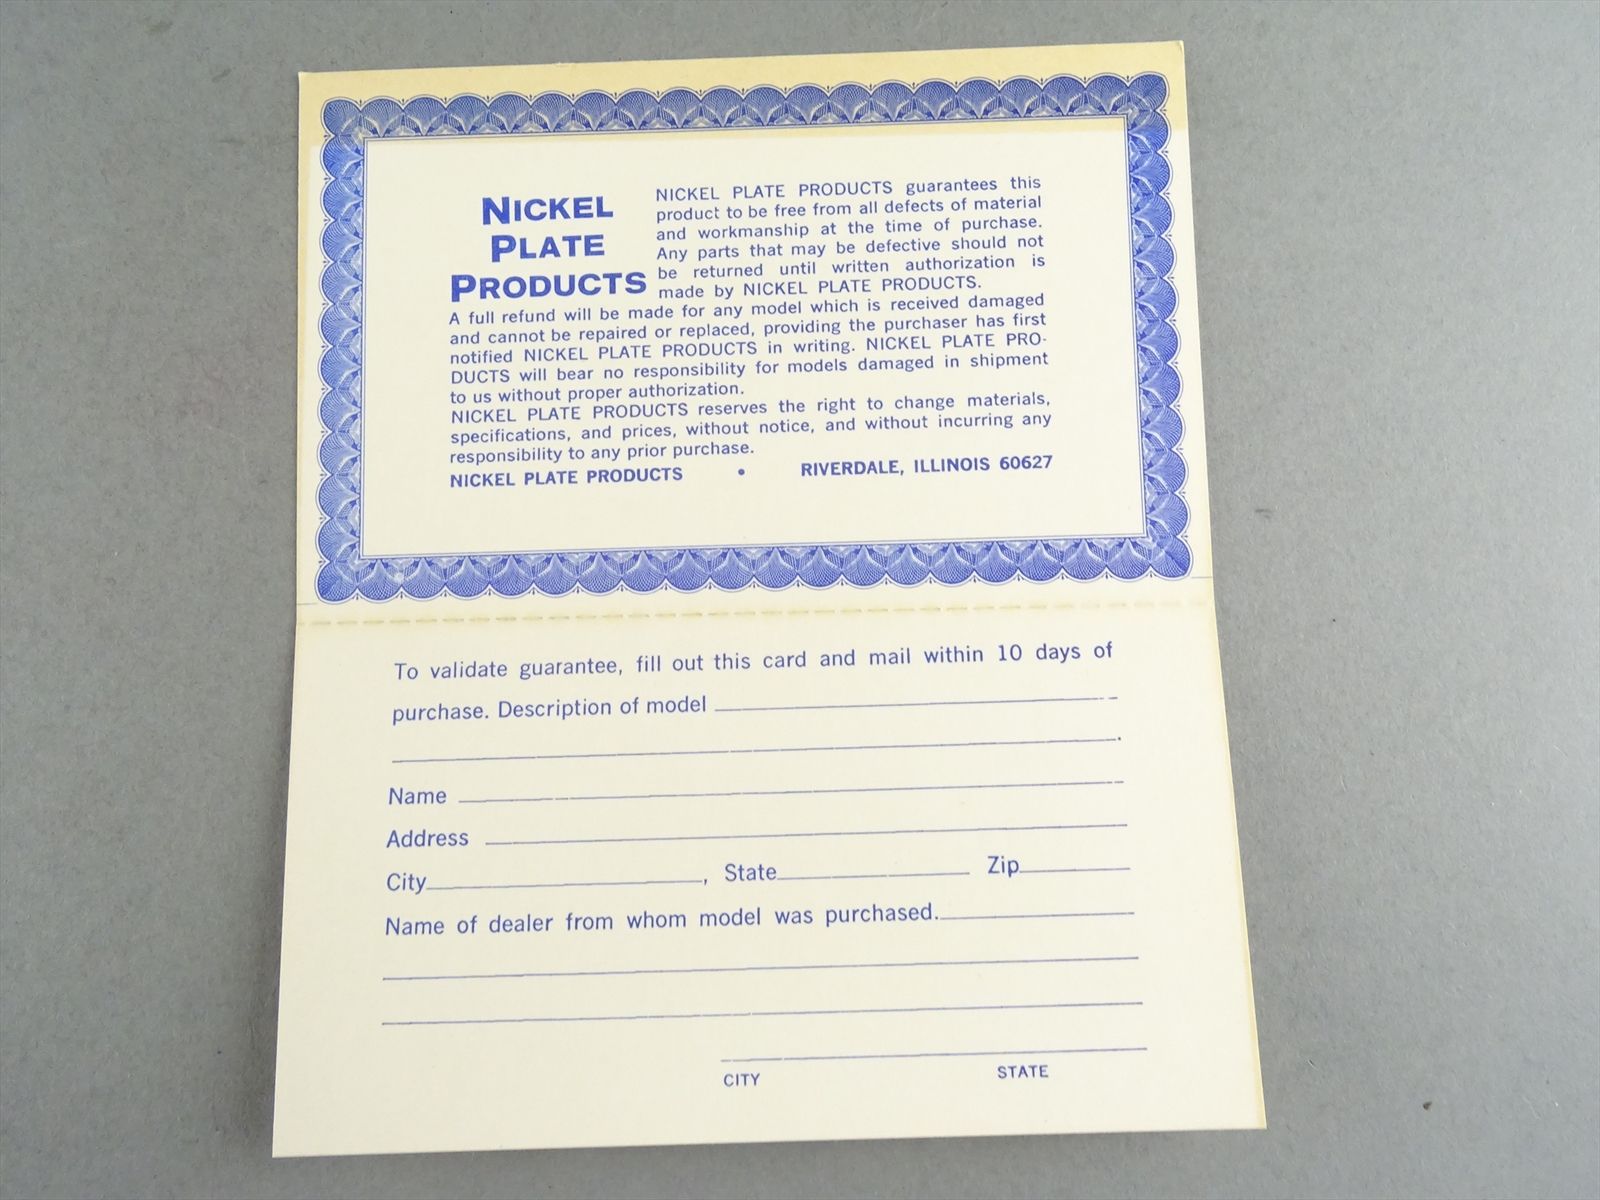 NICKEL
PLATE
PRODUCTS
NICKEL PLATE PRODUCTS guarantees this
product to be free from all defects of material
and workmanship at the time of purchase.
Any parts that may be defective should not
be returned until written authorization is
made by NICKEL PLATE PRODUCTS.
A full refund will be made for any model which is received damaged
and cannot be repaired or replaced, providing the purchaser has first
notified NICKEL PLATE PRODUCTS in writing. NICKEL PLATE PRO-
DUCTS will bear no responsibility for models damaged in shipment
to us without proper authorization.
NICKEL PLATE PRODUCTS reserves the right to change materials,
specifications, and prices, without notice, and without incurring any
responsibility to any prior purchase.
NICKEL PLATE PRODUCTS • RIVERDALE, ILLINOIS 60627
To validate guarantee, fill out this card and mail within 10 days of
purchase. Description of model
.
Name
Address
City , State Zip
Name of dealer from whom model was purchased.
CITY STATE